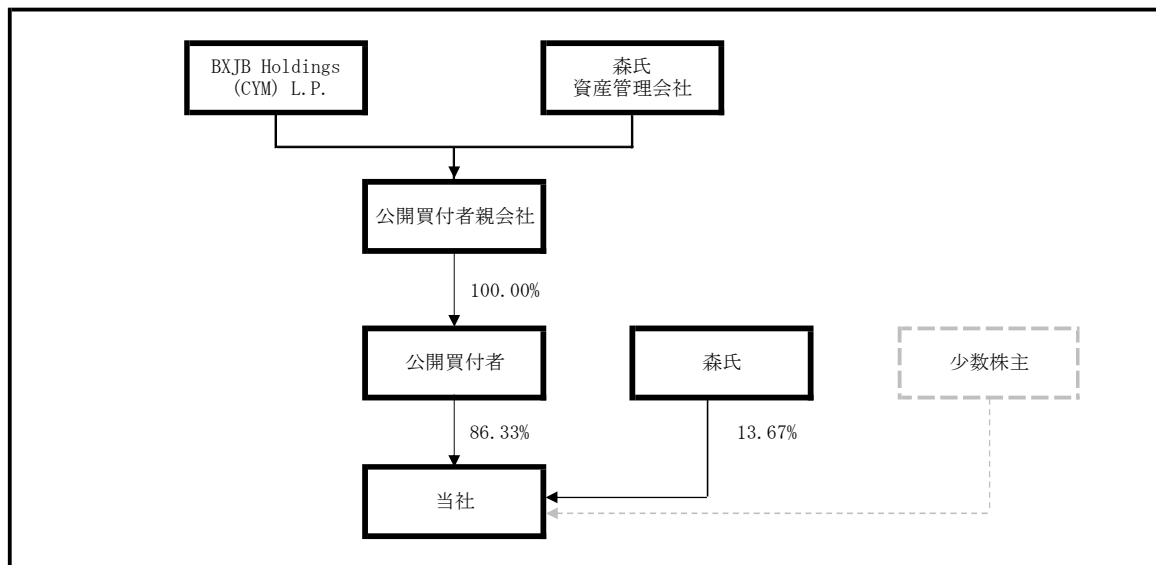 BXJB Holdings
(CYM) L.P.
森氏
資産管理会社
公開買付者親会社
100.00%
公開買付者
森氏
少数株主
86.33%
13.67%
当社